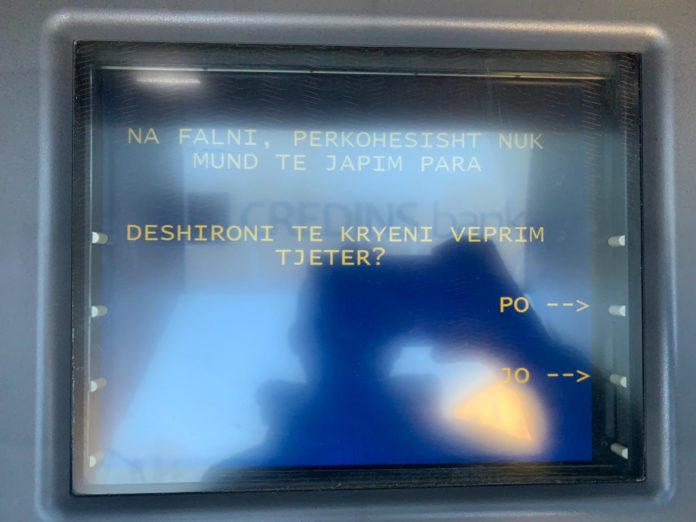 NA FALNI, PERKOHESISHT NUK
MUND TE JAPIM PARA
CREDINS bank
DESHIRONI TE KRYENI VEPRIM
TJETER?
PO -->
JO -->